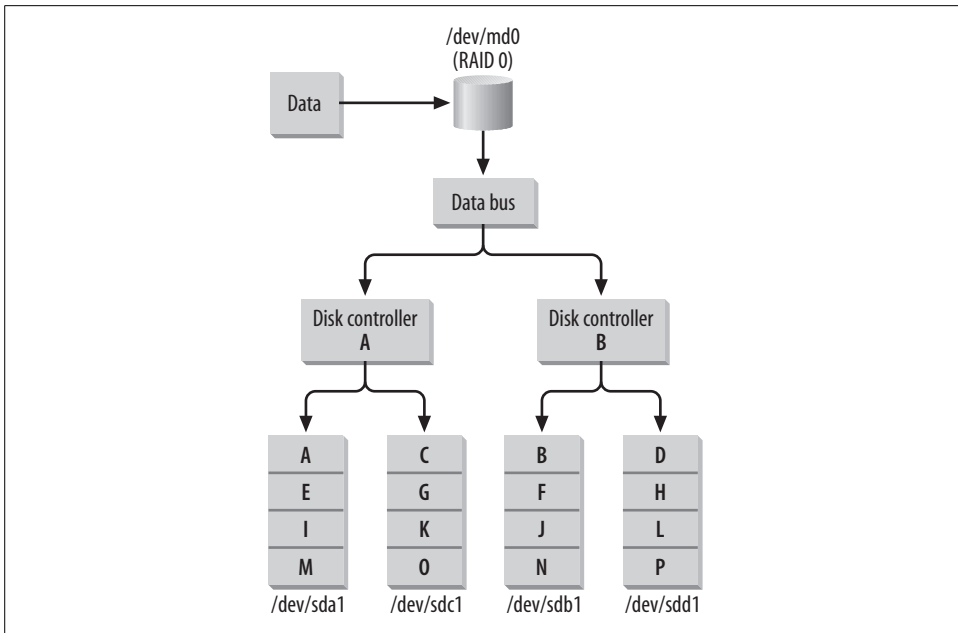 /dev/md0
(RAID 0)
Data
Data bus
Disk controller
A
Disk controller
B
A
C
B
D
E
G
F
H
I
K
J
L
M
O
N
P
/dev/sda1
/dev/sdc1
/dev/sdb1
/dev/sdd1